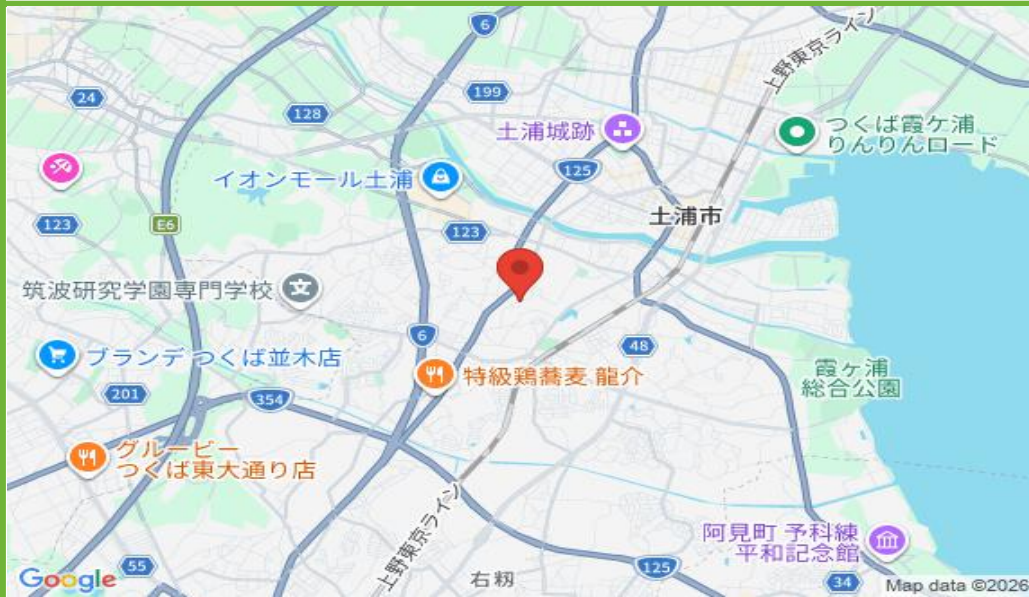 6
上野東京ライン
24
199
128
土浦城跡
つくば霞ケ浦
りんりんロード
125
イオンモール土浦
土浦市
123
E6
123
筑波研究学園専門学校
6
48
ブランデ つくば並木店
特級鶏蕎麦 龍介
霞ヶ浦
総合公園
201
354
グルービー
つくば東大通り店
上野東京ライン
阿見町 予科練
平和記念館
55
右籾
125
34
Google
Map data ©2026